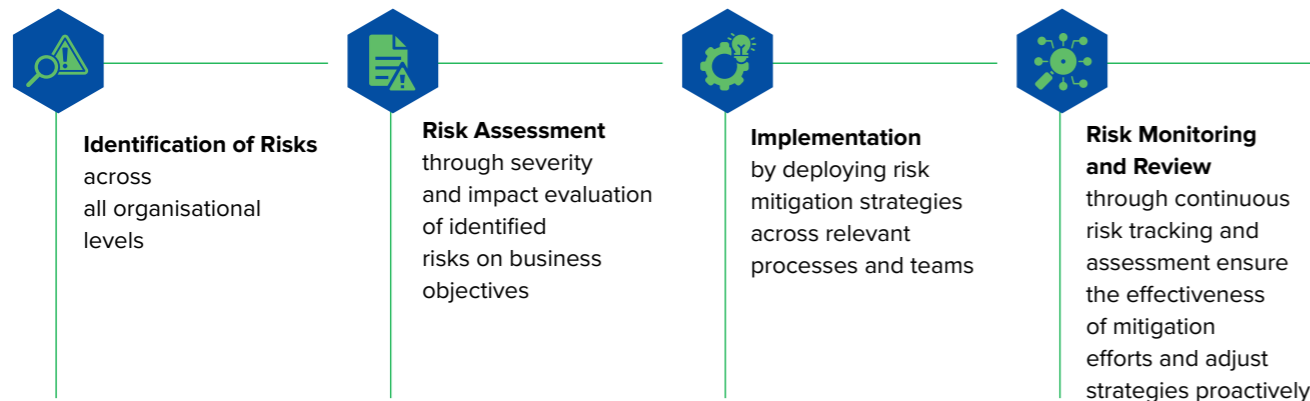 Identification of Risks
across
all organisational
levels
Risk Assessment
through severity
and impact evaluation
of identified
risks on business
objectives
Implementation
by deploying risk
mitigation strategies
across relevant
processes and teams
Risk Monitoring
and Review
through continuous
risk tracking and
assessment ensure
the effectiveness
of mitigation
efforts and adjust
strategies proactively